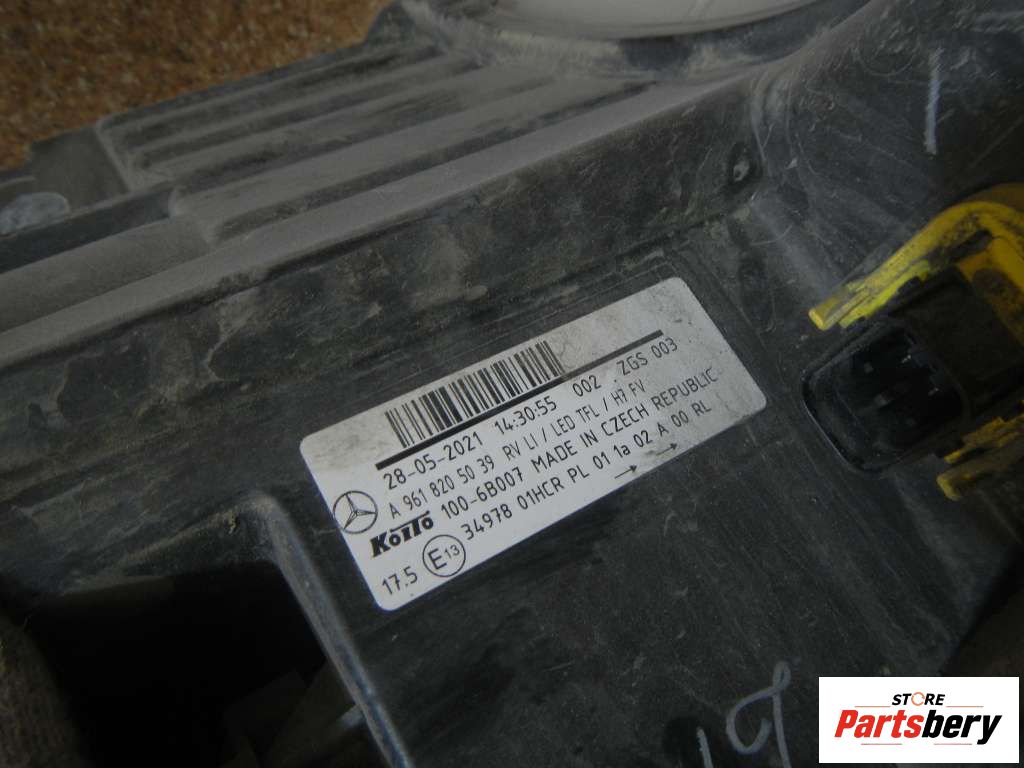 28-05-2021 14:30:55 002 ZGS 003
A 961 820 50 39 RV LI / LED TFL / H7 FV
KOITO 100-6B007 MADE IN CZECH REPUBLIC
17.5 E13 34978 01HCR PL 01 1a 02 A 00 RL
STORE
Partsbery